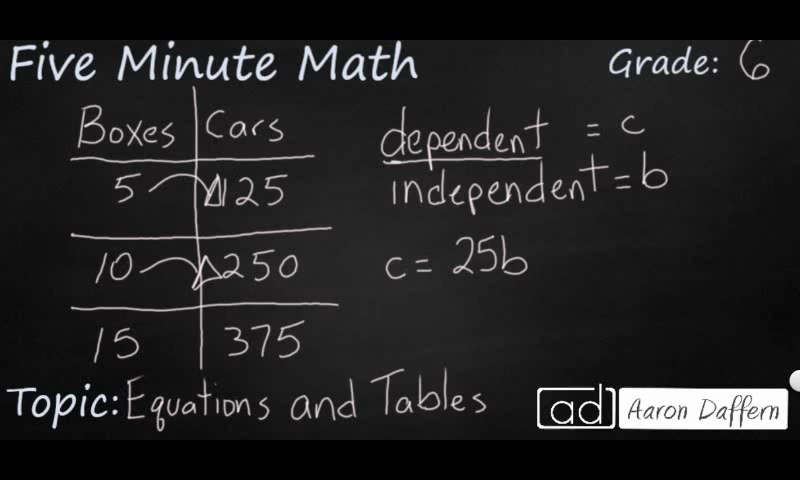 Five Minute Math Grade: 6
Boxes Cars
5 125
10 250
15 375
dependent = c
independent = b
c = 25b
Topic: Equations and Tables
ad Aaron Daffern